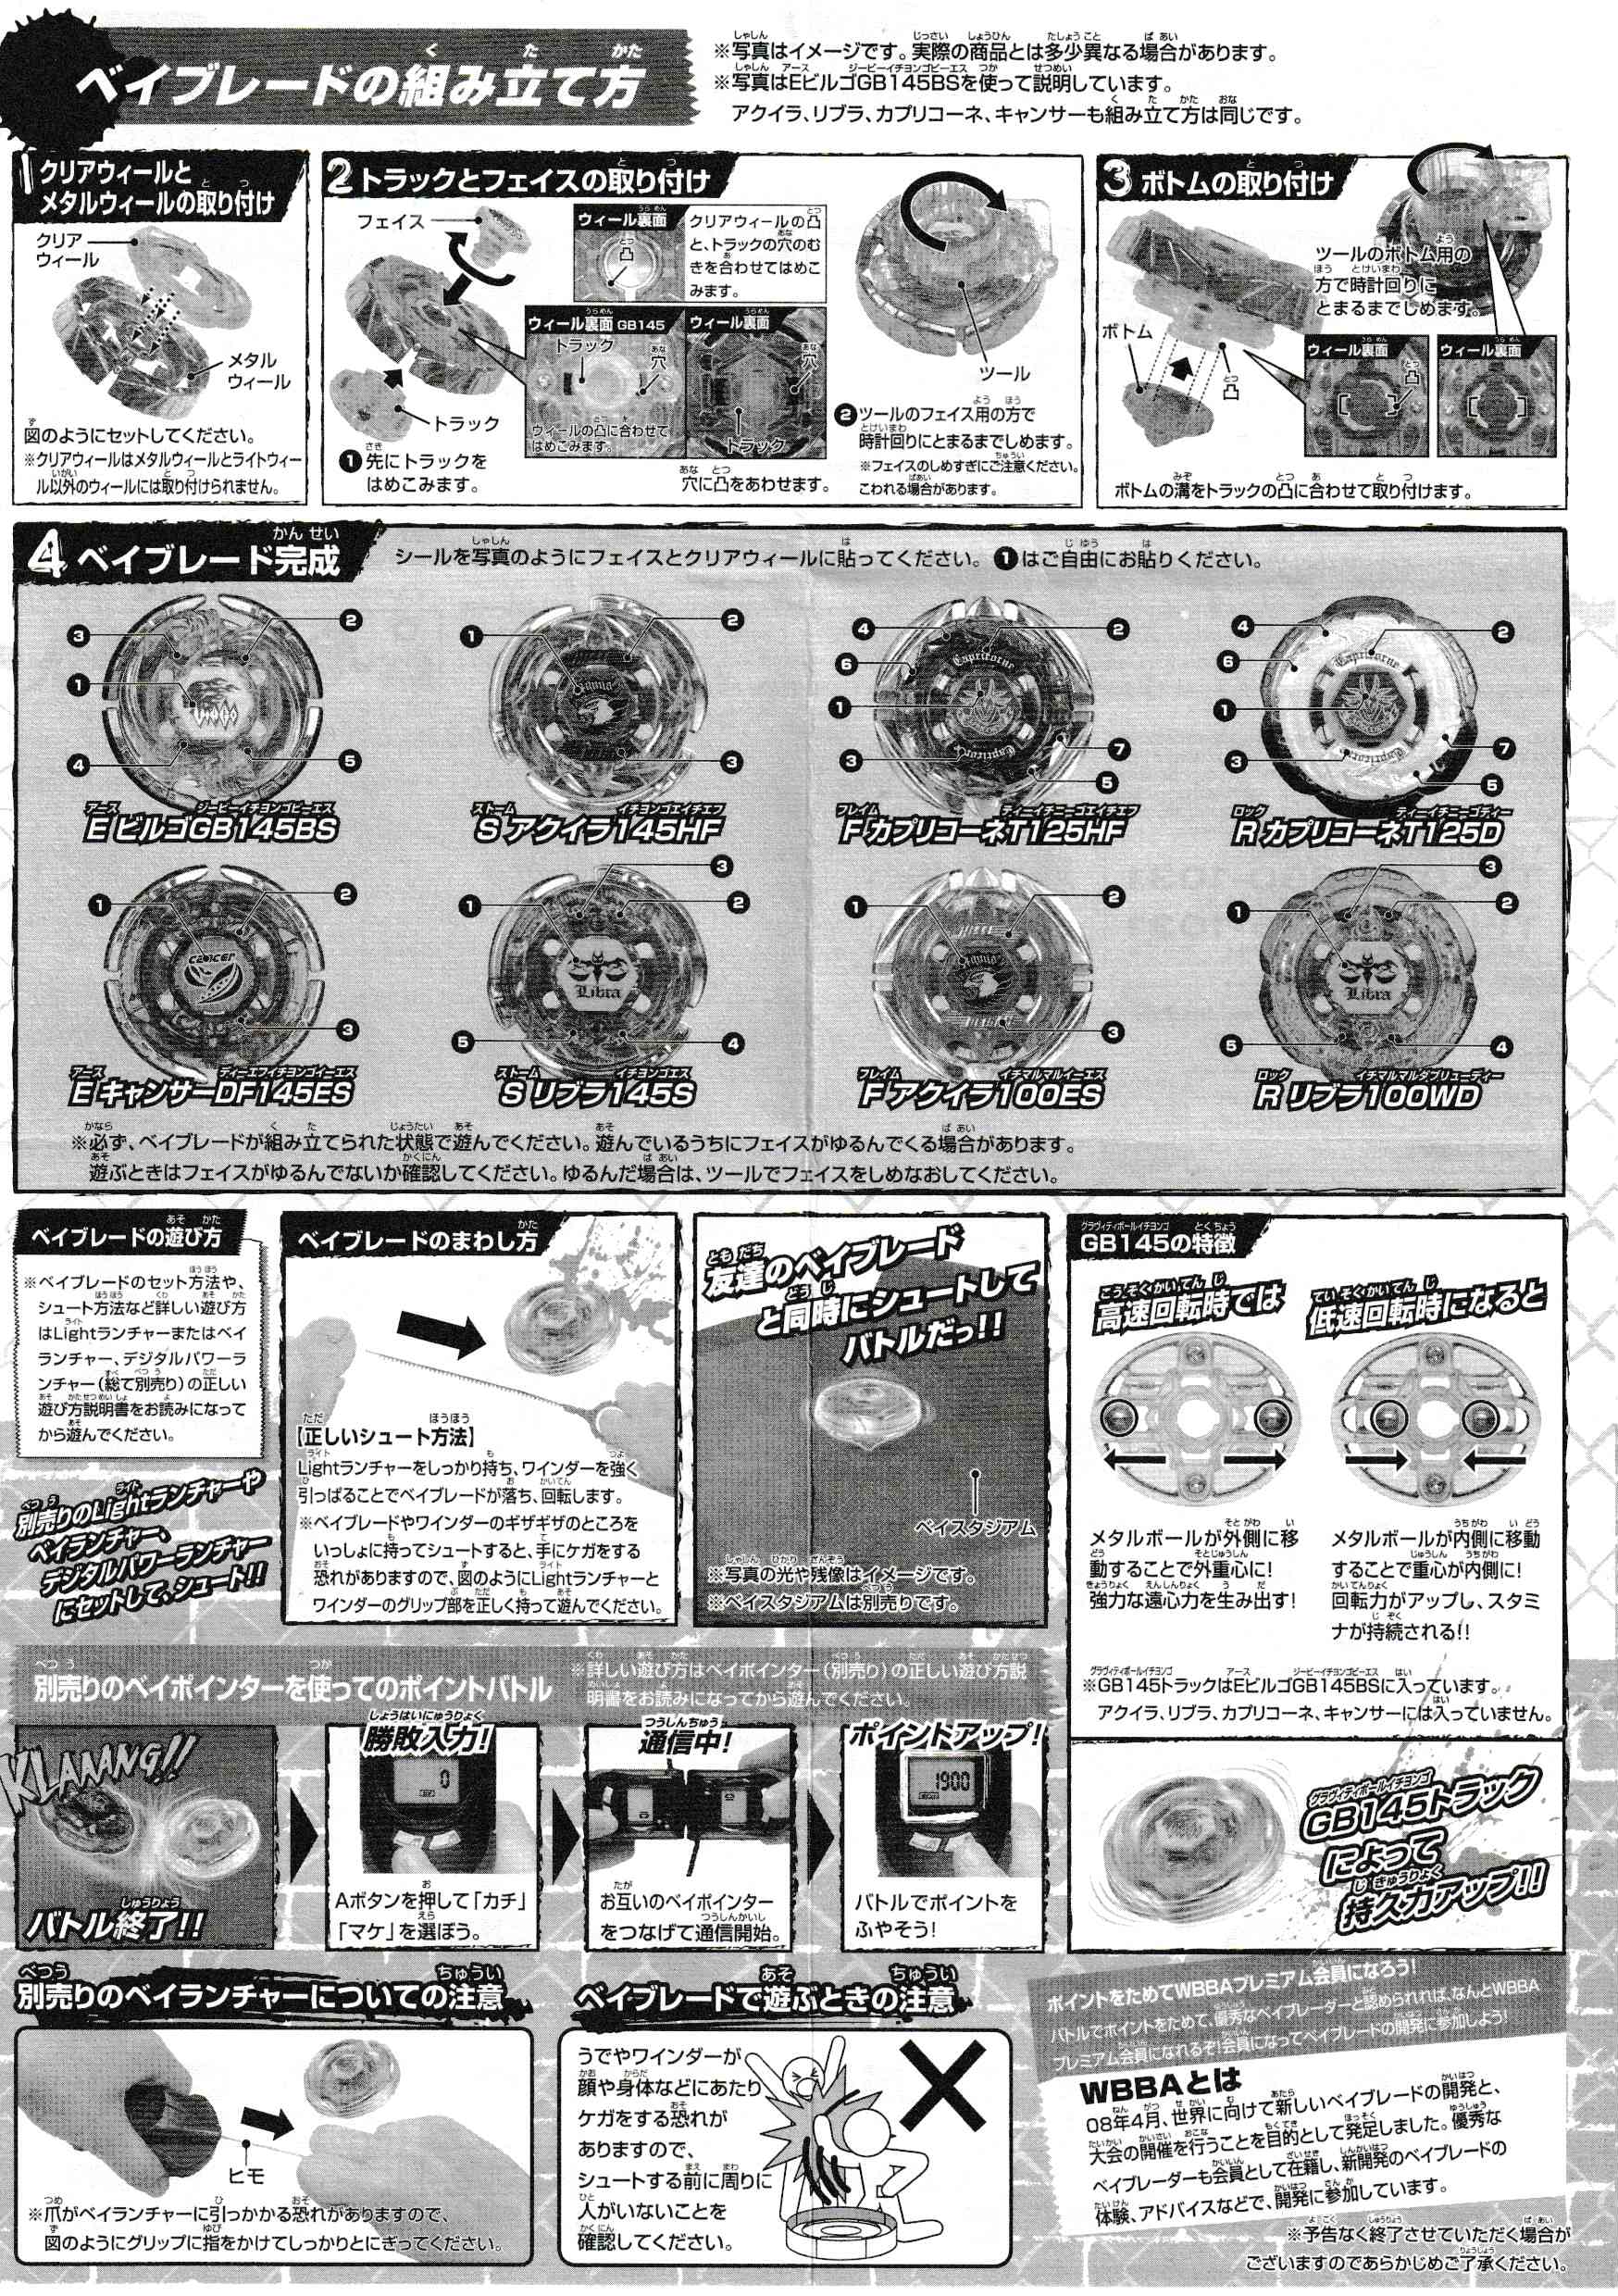 ベイブレードの組み立て方
※写真はイメージです。実際の商品とは多少異なる場合があります。
※写真はEビルゴGB145BSを使って説明しています。
アクイラ、リブラ、カプリコーネ、キャンサーも組み立て方は同じです。
1 クリアウィールと
メタルウィールの取り付け
クリア
ウィール
メタル
ウィール
図のようにセットしてください。
※クリアウィールはメタルウィールとライトウィー
ル以外のウィールには取り付けられません。
2 トラックとフェイスの取り付け
フェイス
ウィール裏面
凸
クリアウィールの凸
と、トラックの穴のむ
きを合わせてはめこ
みます。
ウィール裏面 GB145
トラック
穴
ウィールの凸に合わせて
はめこみます。
ウィール裏面
穴
トラック
トラック
❶先にトラックを
はめこみます。
穴に凸をあわせます。
ツール
❷ツールのフェイス用の方で
時計回りにとまるまでしめます。
※フェイスのしめすぎにご注意ください。
こわれる場合があります。
3 ボトムの取り付け
ツールのボトム用の
方で時計回りに
とまるまでしめます。
ボトム
凸
ウィール裏面
凸
ウィール裏面
ボトムの溝をトラックの凸に合わせて取り付けます。
4 ベイブレード完成
シールを写真のようにフェイスとクリアウィールに貼ってください。❶はご自由にお貼りください。
❸ ❷ ❶ ❹ ❺
VIRGO
❶ ❷ ❸
Aquila
❹ ❷ ❻ ❶ ❸ ❼ ❺
Capricorne
Capricorne
❹ ❷ ❻ ❶ ❸ ❼ ❺
Capricorne
Capricorne
EビルゴGB145BS
Sアクイラ145HF
FカプリコーネT125HF
RカプリコーネT125D
❶ ❷ ❸
cancer
❸ ❶ ❷ ❺ ❹
Libra
❶ ❷ ❸
Aquila
❸ ❶ ❷ ❺ ❹
Libra
EキャンサーDF145ES
Sリブラ145S
Fアクイラ100ES
Rリブラ100WD
※必ず、ベイブレードが組み立てられた状態で遊んでください。遊んでいるうちにフェイスがゆるんでくる場合があります。
遊ぶときはフェイスがゆるんでないか確認してください。ゆるんだ場合は、ツールでフェイスをしめなおしてください。
ベイブレードの遊び方
※ベイブレードのセット方法や、
シュート方法など詳しい遊び方
はLightランチャーまたはベイ
ランチャー、デジタルパワーラ
ンチャー(総て別売り)の正しい
遊び方説明書をお読みになって
から遊んでください。
別売りのLightランチャーや
ベイランチャー、
デジタルパワーランチャー
にセットして、シュート!!
ベイブレードのまわし方
【正しいシュート方法】
Lightランチャーをしっかり持ち、ワインダーを強く
引っぱることでベイブレードが落ち、回転します。
※ベイブレードやワインダーのギザギザのところを
いっしょに持ってシュートすると、手にケガをする
恐れがありますので、図のようにLightランチャーと
ワインダーのグリップ部を正しく持って遊んでください。
友達のベイブレード
と同時にシュートして
バトルだっ!!
ベイスタジアム
※写真の光や残像はイメージです。
※ベイスタジアムは別売りです。
GB145の特徴
高速回転時では
低速回転時になると
メタルボールが外側に移
動することで外重心に!
強力な遠心力を生み出す!
メタルボールが内側に移動
することで重心が内側に!
回転力がアップし、スタミ
ナが持続される!!
※GB145トラックはEビルゴGB145BSに入っています。
アクイラ、リブラ、カプリコーネ、キャンサーには入っていません。
GB145トラック
によって
持久力アップ!!
別売りのベイポインターを使ってのポイントバトル
※詳しい遊び方はベイポインター(別売り)の正しい遊び方説
明書をお読みになってから遊んでください。
KLAAANG!!
バトル終了!!
勝敗入力!
0
Aボタンを押して「カチ」
「マケ」を選ぼう。
通信中!
お互いのベイポインター
をつなげて通信開始。
ポイントアップ!
1900
バトルでポイントを
ふやそう!
別売りのベイランチャーについての注意
ヒモ
※爪がベイランチャーに引っかかる恐れがありますので、
図のようにグリップに指をかけてしっかりとにぎってください。
ベイブレードで遊ぶときの注意
うでやワインダーが
顔や身体などにあたり
ケガをする恐れが
ありますので、
シュートする前に周りに
人がいないことを
確認してください。
ポイントをためてWBBAプレミアム会員になろう!
バトルでポイントをためて、優秀なベイブレーダーと認められれば、なんとWBBA
プレミアム会員になれるぞ!会員になってベイブレードの開発に参加しよう!
WBBAとは
08年4月、世界に向けて新しいベイブレードの開発と、
大会の開催を行うことを目的として発足しました。優秀な
ベイブレーダーも会員として在籍し、新開発のベイブレードの
体験、アドバイスなどで、開発に参加しています。
※予告なく終了させていただく場合が
ございますのであらかじめご了承ください。